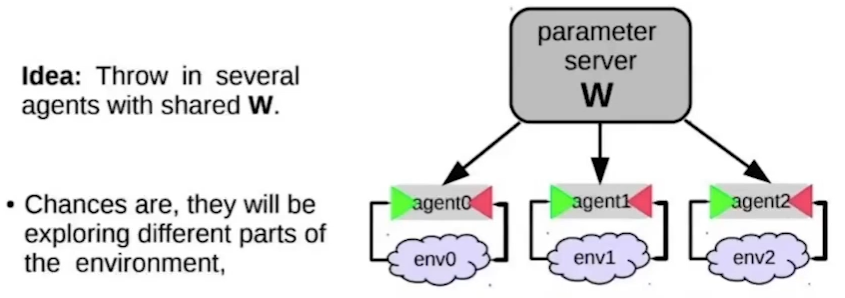 Idea: Throw in several
agents with shared W.
• Chances are, they will be
exploring different parts of
the environment,
parameter
server
W
agent0
agent1
agent2
env0
env1
env2